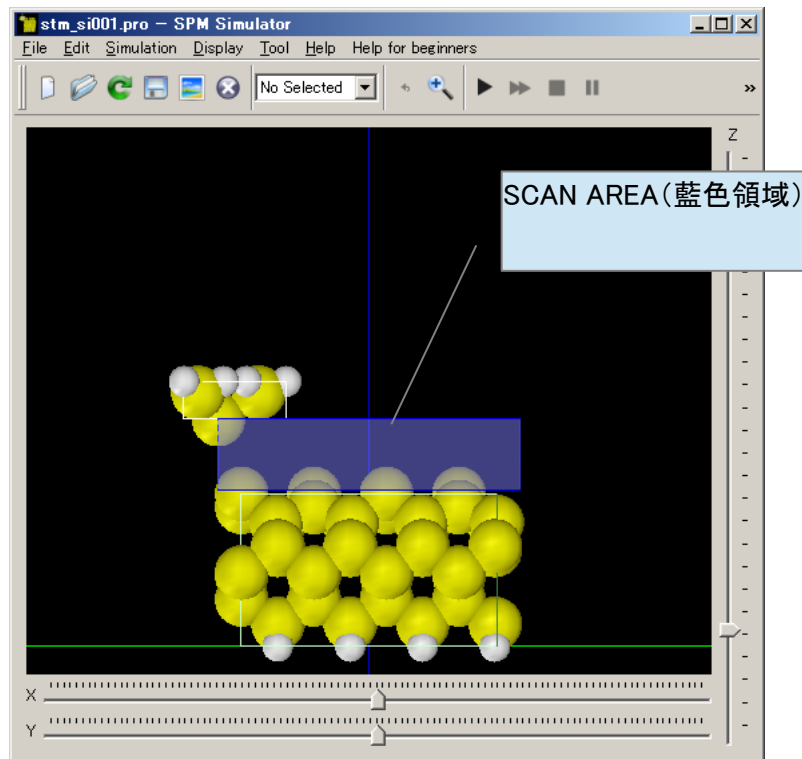 stm_si001.pro — SPM Simulator
File Edit Simulation Display Tool Help Help for beginners
No Selected
»
Z
SCAN AREA(藍色領域)
X
Y